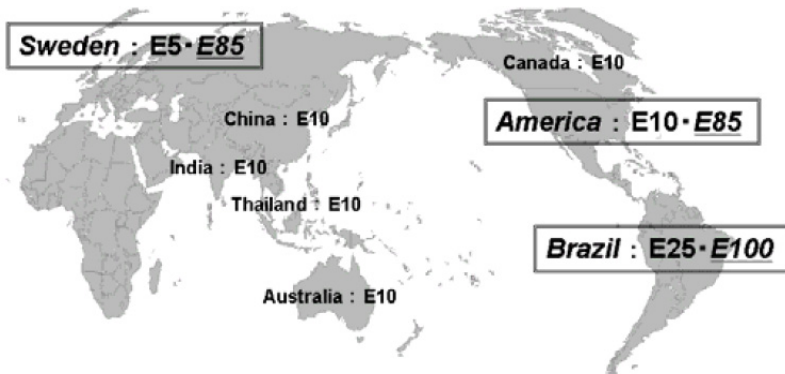 Sweden : E5・E85
Canada : E10
China : E10
America : E10・E85
India : E10
Thailand : E10
Brazil : E25・E100
Australia : E10